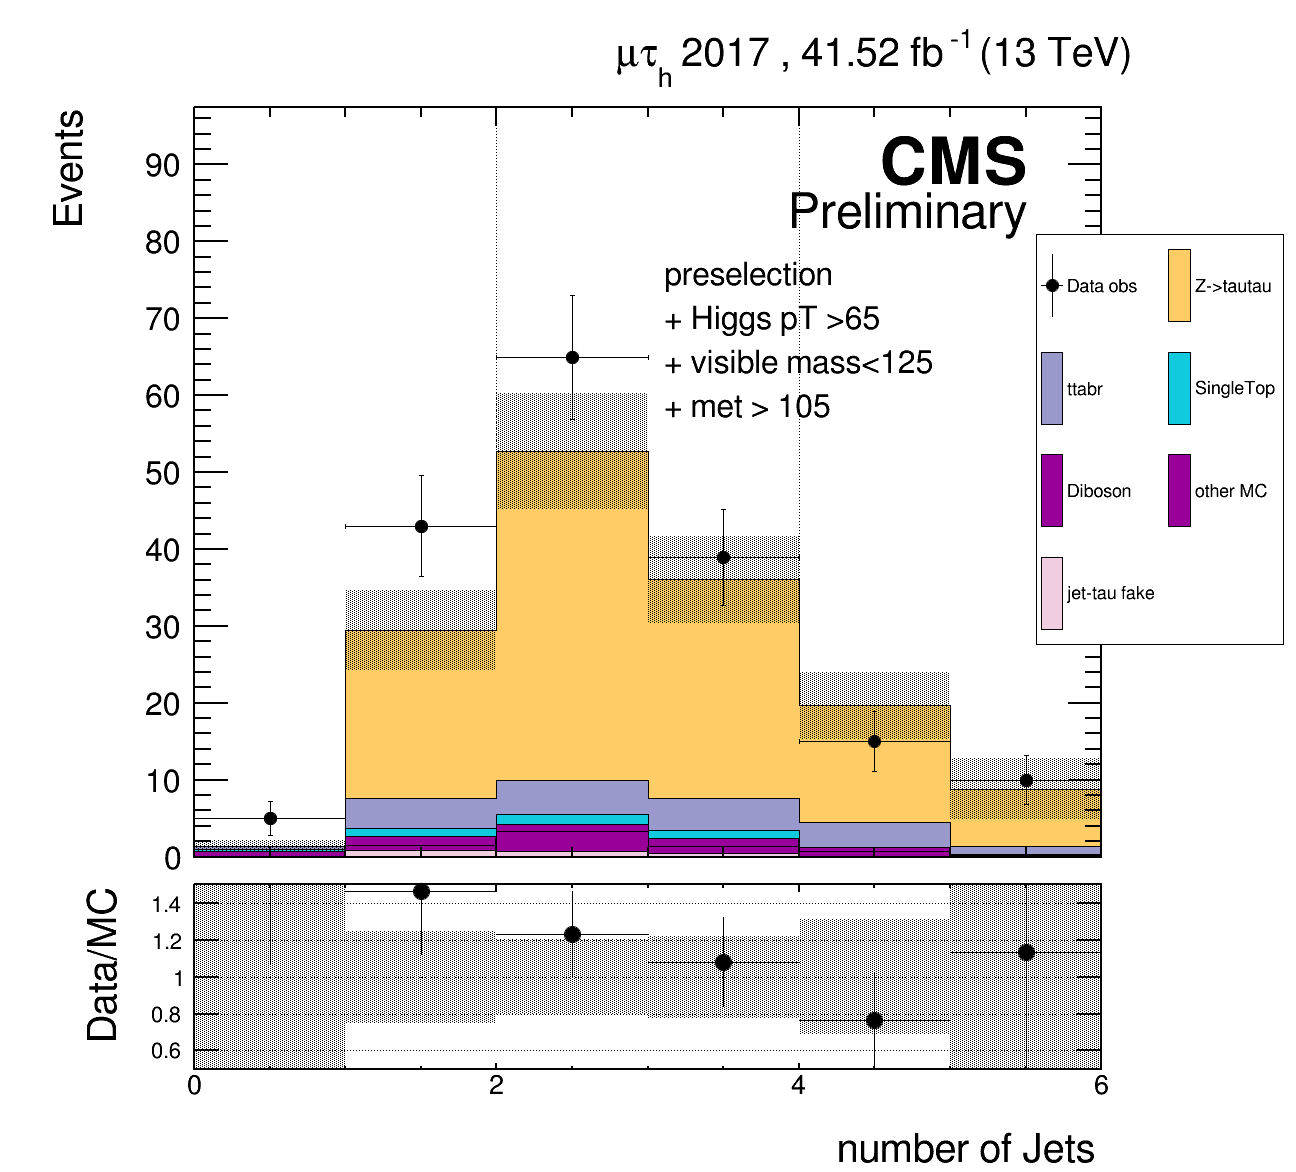 μτh 2017 , 41.52 fb-1 (13 TeV)
Events
CMS
Preliminary
90
80
70
60
50
40
30
20
10
0
preselection
+ Higgs pT >65
+ visible mass<125
+ met > 105
Data obs
Z->tautau
ttabr
SingleTop
Diboson
other MC
jet-tau fake
Data/MC
1.4
1.2
1
0.8
0.6
0 2 4 6
number of Jets